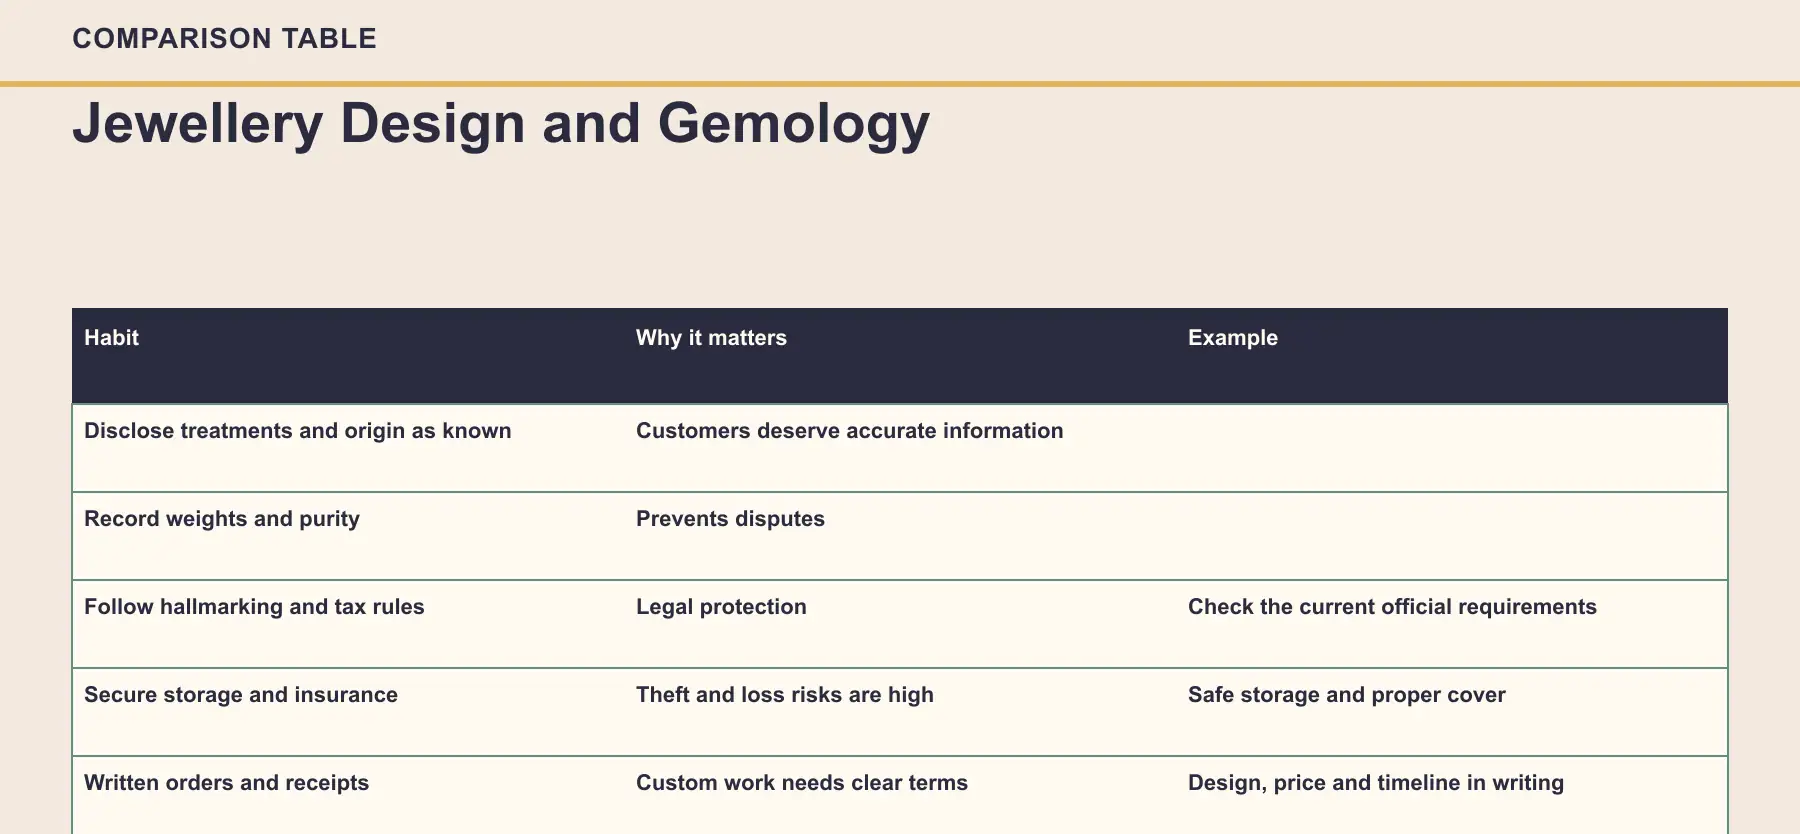 COMPARISON TABLE
Jewellery Design and Gemology
Habit Why it matters Example
Disclose treatments and origin as known Customers deserve accurate information
Record weights and purity Prevents disputes
Follow hallmarking and tax rules Legal protection Check the current official requirements
Secure storage and insurance Theft and loss risks are high Safe storage and proper cover
Written orders and receipts Custom work needs clear terms Design, price and timeline in writing